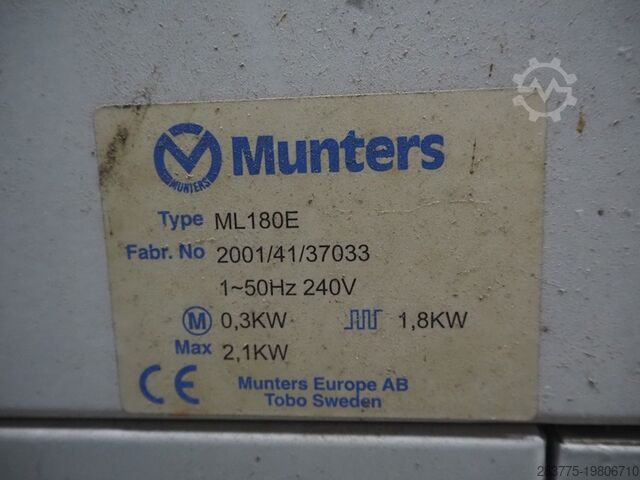 Munters
MUNTERS
Type ML180E
Fabr. No 2001/41/37033
1~50Hz 240V
M 0,3KW 1,8KW
Max 2,1KW
CE Munters Europe AB
Tobo Sweden
283775-19806710